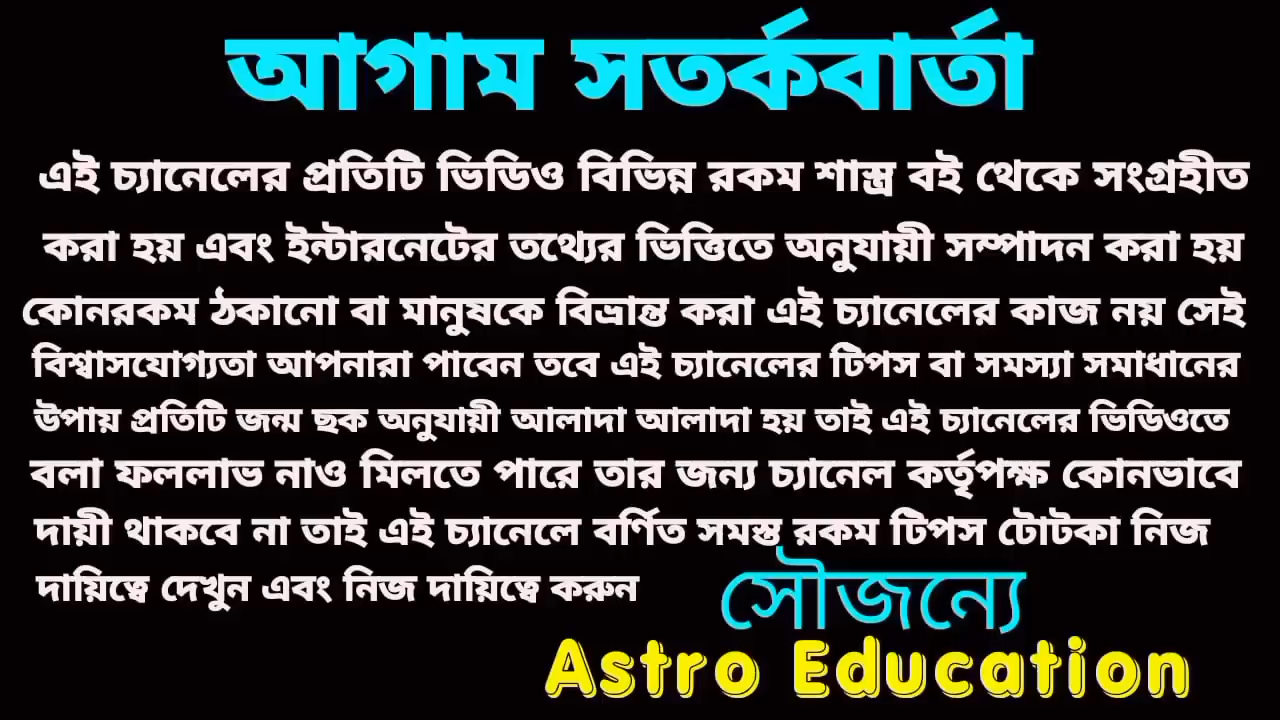 আগাম সতর্কবার্তা
এই চ্যানেলের প্রতিটি ভিডিও বিভিন্ন রকম শাস্ত্র বই থেকে সংগ্রহীত
করা হয় এবং ইন্টারনেটের তথ্যের ভিত্তিতে অনুযায়ী সম্পাদন করা হয়
কোনরকম ঠকানো বা মানুষকে বিভ্রান্ত করা এই চ্যানেলের কাজ নয় সেই
বিশ্বাসযোগ্যতা আপনারা পাবেন তবে এই চ্যানেলের টিপস বা সমস্যা সমাধানের
উপায় প্রতিটি জন্ম ছক অনুযায়ী আলাদা আলাদা হয় তাই এই চ্যানেলের ভিডিওতে
বলা ফললাভ নাও মিলতে পারে তার জন্য চ্যানেল কর্তৃপক্ষ কোনভাবে
দায়ী থাকবে না তাই এই চ্যানেলে বর্ণিত সমস্ত রকম টিপস টোটকা নিজ
দায়িত্বে দেখুন এবং নিজ দায়িত্বে করুন
সৌজন্যে
Astro Education